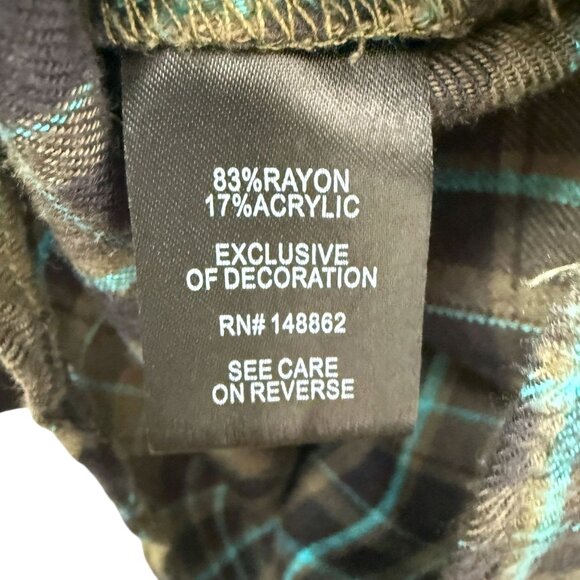 83%RAYON
17%ACRYLIC
EXCLUSIVE
OF DECORATION
RN# 148862
SEE CARE
ON REVERSE